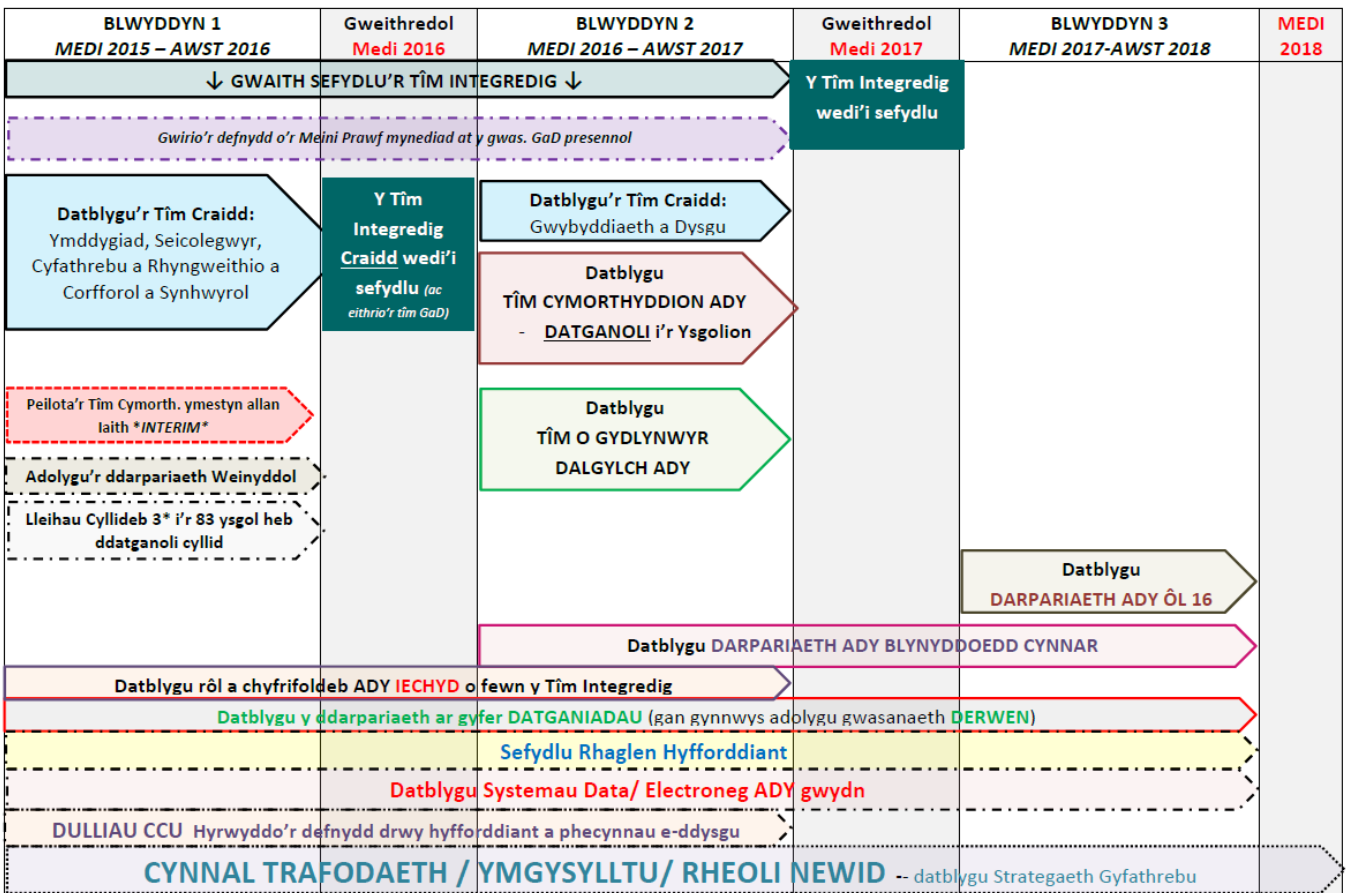 BLWYDDYN 1
MEDI 2015 – AWST 2016
Gweithredol
Medi 2016
BLWYDDYN 2
MEDI 2016 – AWST 2017
Gweithredol
Medi 2017
BLWYDDYN 3
MEDI 2017-AWST 2018
MEDI
2018
↓ GWAITH SEFYDLU’R TÎM INTEGREDIG ↓
Y Tîm Integredig
wedi’i sefydlu
Gwirio’r defnydd o’r Meini Prawf mynediad at y gwas. GaD presennol
Datblygu’r Tîm Craidd:
Ymddygiad, Seicolegwyr,
Cyfathrebu a Rhyngweithio a
Corfforol a Synhwyrol
Y Tîm
Integredig
Craidd wedi’i
sefydlu (ac
eithrio’r tîm GaD)
Datblygu’r Tîm Craidd:
Gwybyddiaeth a Dysgu
Datblygu
TÎM CYMORTHYDDION ADY
- DATGANOLI i’r Ysgolion
Peilota’r Tîm Cymorth. ymestyn allan
Iaith *INTERIM*
Datblygu
TÎM O GYDLYNWYR
DALGYLCH ADY
Adolygu’r ddarpariaeth Weinyddol
Lleihau Cyllideb 3* i’r 83 ysgol heb
ddatganoli cyllid
Datblygu
DARPARIAETH ADY ÔL 16
Datblygu DARPARIAETH ADY BLYNYDDOEDD CYNNAR
Datblygu rôl a chyfrifoldeb ADY IECHYD o fewn y Tîm Integredig
Datblygu y ddarpariaeth ar gyfer DATGANIADAU (gan gynnwys adolygu gwasanaeth DERWEN)
Sefydlu Rhaglen Hyfforddiant
Datblygu Systemau Data/ Electroneg ADY gwydn
DULLIAU CCU Hyrwyddo’r defnydd drwy hyfforddiant a phecynnau e-ddysgu
CYNNAL TRAFODAETH / YMGYSYLLTU/ RHEOLI NEWID -- datblygu Strategaeth Gyfathrebu